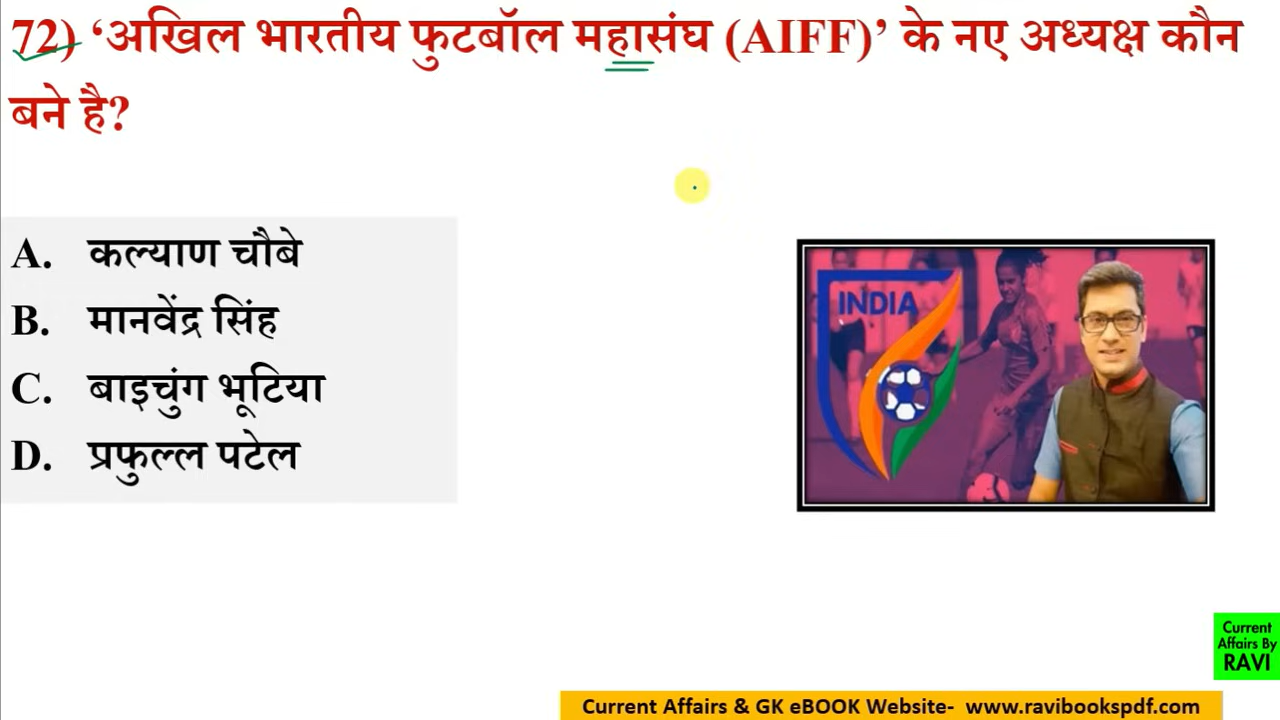 72) ‘अखिल भारतीय फुटबॉल महासंघ (AIFF)’ के नए अध्यक्ष कौन
बने है?
A. कल्याण चौबे
B. मानवेंद्र सिंह
C. बाइचुंग भूटिया
D. प्रफुल्ल पटेल
INDIA
Current
Affairs By
RAVI
Current Affairs & GK eBOOK Website- www.ravibookspdf.com